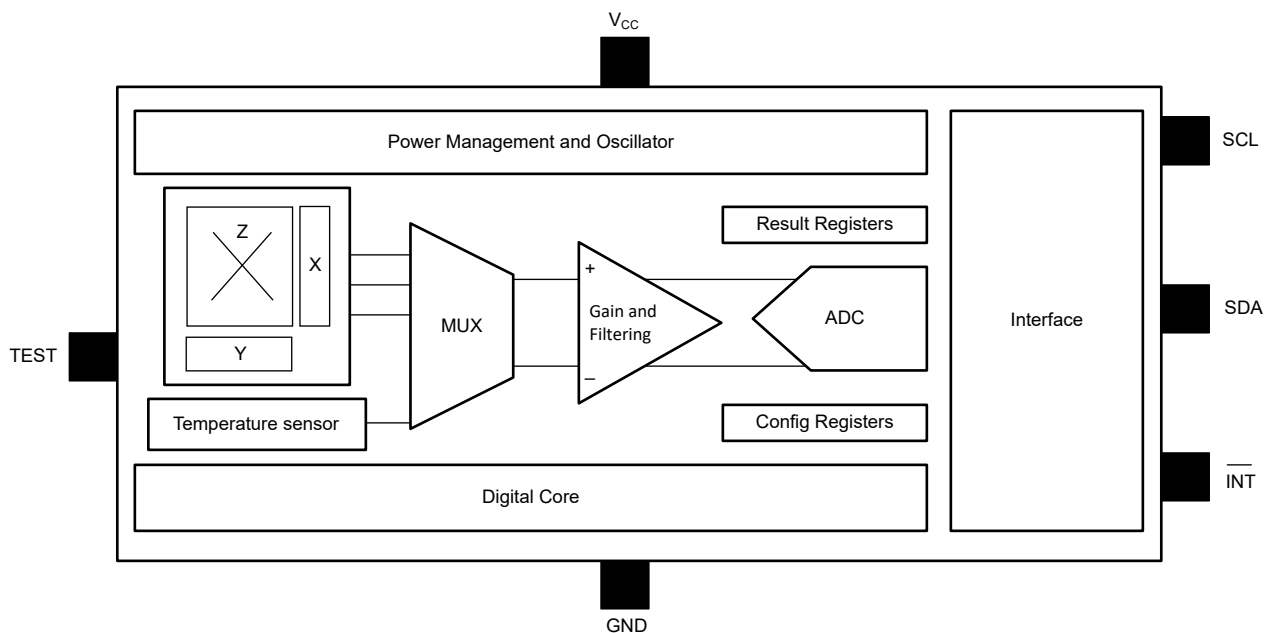 VCC
Power Management and Oscillator
SCL
Result Registers
Z
X
+
Gain and
Filtering
MUX
ADC
Interface
SDA
TEST
Y
–
Temperature sensor
Config Registers
INT
Digital Core
GND